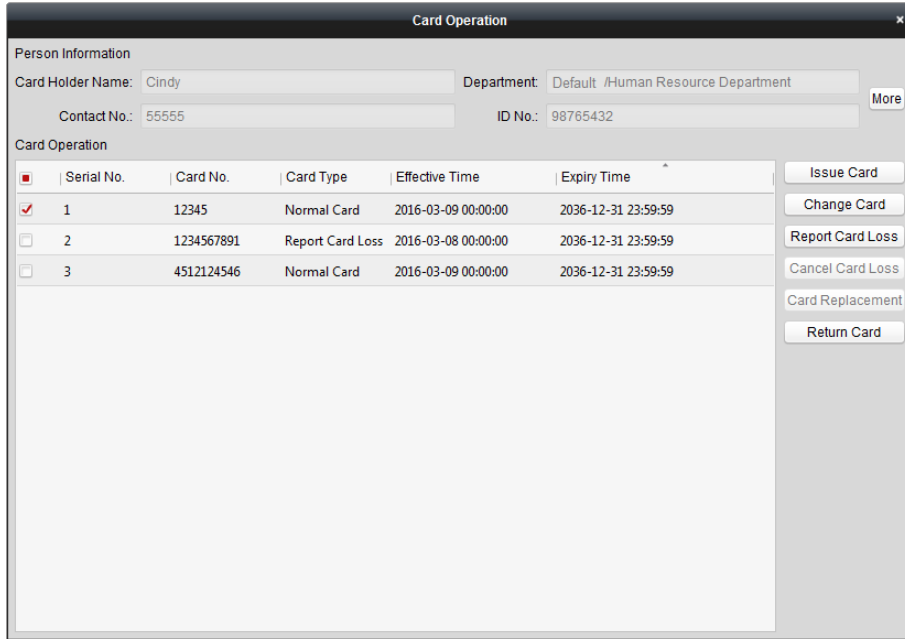 Card Operation
Person Information
Card Holder Name: Cindy Department: Default /Human Resource Department
More
Contact No.: 55555 ID No.: 98765432
Card Operation
Serial No. Card No. Card Type Effective Time Expiry Time Issue Card
1 12345 Normal Card 2016-03-09 00:00:00 2036-12-31 23:59:59 Change Card
2 1234567891 Report Card Loss 2016-03-08 00:00:00 2036-12-31 23:59:59 Report Card Loss
3 4512124546 Normal Card 2016-03-09 00:00:00 2036-12-31 23:59:59 Cancel Card Loss
Card Replacement
Return Card